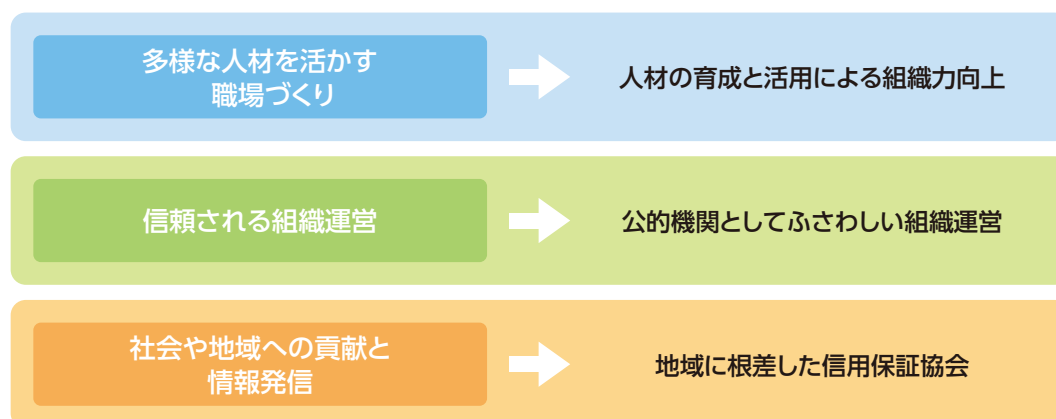 多様な人材を活かす
職場づくり
人材の育成と活用による組織力向上
信頼される組織運営
公的機関としてふさわしい組織運営
社会や地域への貢献と
情報発信
地域に根差した信用保証協会